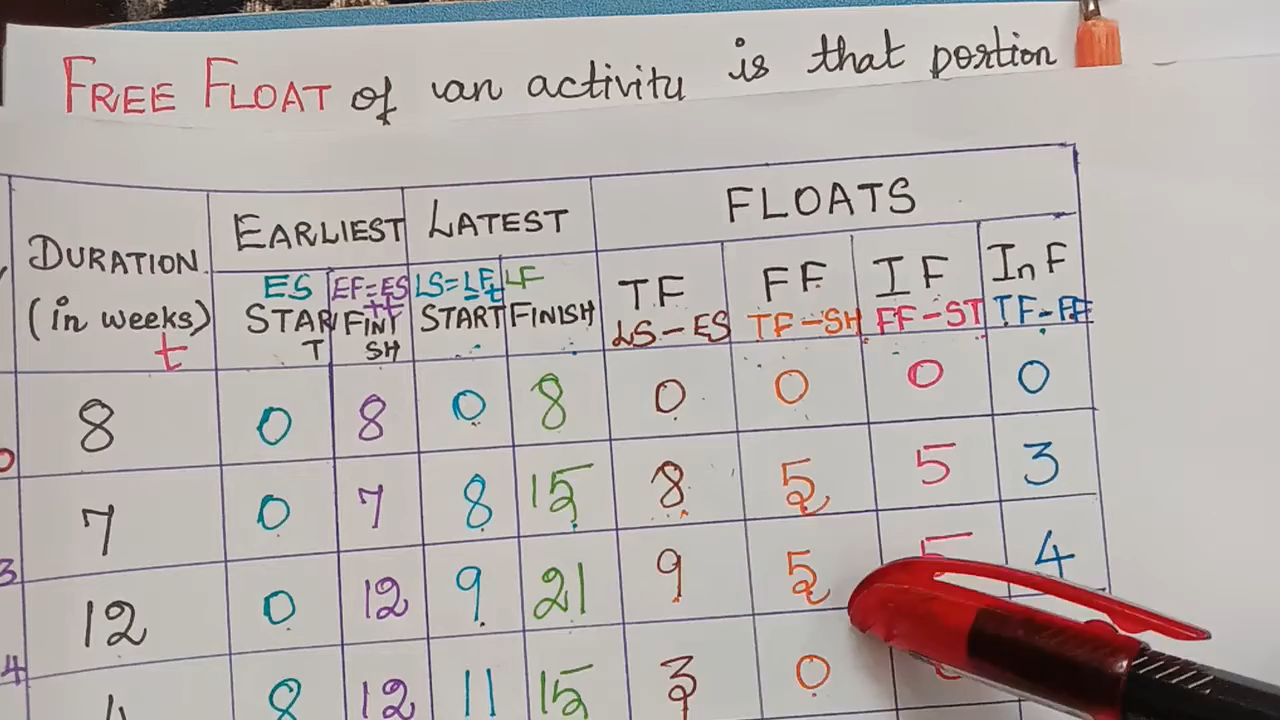 FREE FLOAT of an activity is that portion
DURATION EARLIEST LATEST FLOATS
(in weeks) t
ES START EF=ES+t FINISH LS=LF-t START LF FINISH TF LS-ES FF TF-SH IF FF-ST InF TF-FF
8 0 8 0 8 0 0 0 0
7 0 7 8 15 8 5 5 3
12 0 12 9 21 9 5 5 4
8 12 11 15 3 0